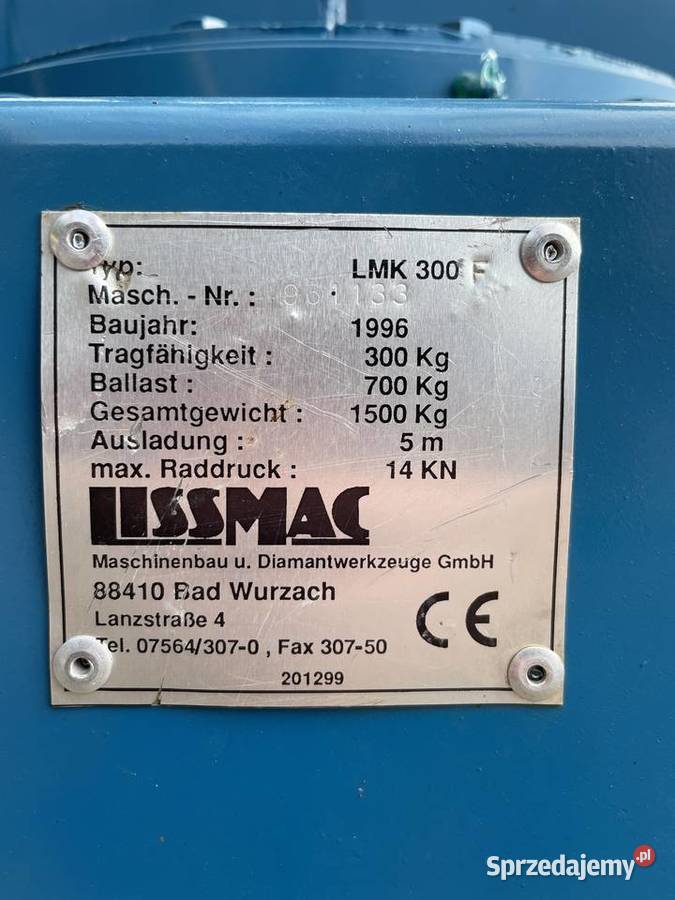 Typ: LMK 300 F
Masch. - Nr. : 961133
Baujahr: 1996
Tragfähigkeit : 300 Kg
Ballast : 700 Kg
Gesamtgewicht : 1500 Kg
Ausladung : 5 m
max. Raddruck : 14 KN
LISSMAC
Maschinenbau u. Diamantwerkzeuge GmbH
88410 Bad Wurzach
Lanzstraße 4
Tel. 07564/307-0 , Fax 307-50
CE
201299
Sprzedajemy.pl